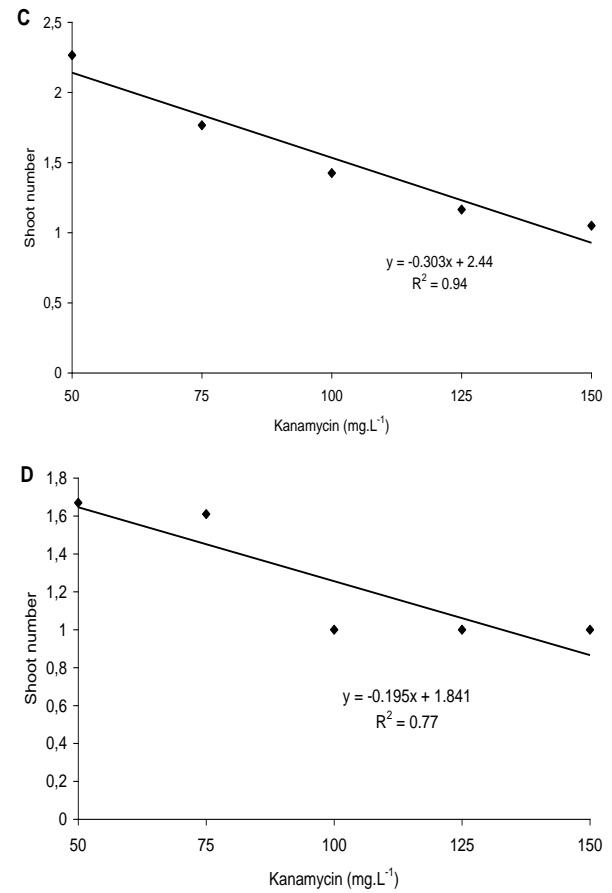 C
2,5
2
1,5
1
0,5
0
Shoot number
y = -0.303x + 2.44
R² = 0.94
50 75 100 125 150
Kanamycin (mg.L⁻¹)
D
1,8
1,6
1,4
1,2
1
0,8
0,6
0,4
0,2
0
Shoot number
y = -0.195x + 1.841
R² = 0.77
50 75 100 125 150
Kanamycin (mg.L⁻¹)